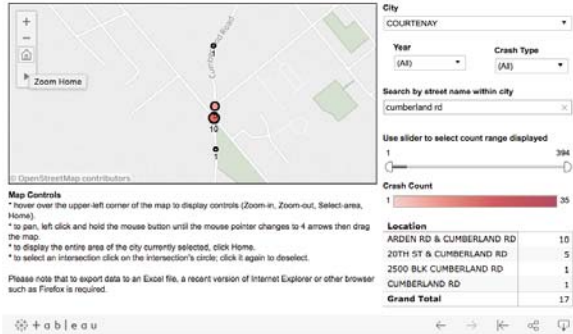 Cumberland Road
1
10
1
Zoom Home
© OpenStreetMap contributors
Map Controls
* hover over the upper-left corner of the map to display controls (Zoom-in, Zoom-out, Select-area,
Home).
* to pan, left click and hold the mouse button until the mouse pointer changes to 4 arrows then drag
the map.
* to display the entire area of the city currently selected, click Home.
* to select an intersection click on the intersection's circle; click it again to deselect.
Please note that to export data to an Excel file, a recent version of Internet Explorer or other browser
such as Firefox is required.
City
COURTENAY
Year
Crash Type
(All)
(All)
Search by street name within city
cumberland rd
Use slider to select count range displayed
1 394
Crash Count
1 35
Location
ARDEN RD & CUMBERLAND RD 10
20TH ST & CUMBERLAND RD 5
2500 BLK CUMBERLAND RD 1
CUMBERLAND RD 1
Grand Total 17
+ a b l e a u